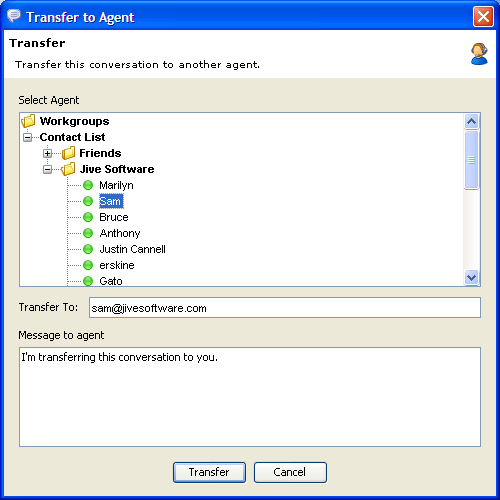 Transfer to Agent
Transfer
Transfer this conversation to another agent.
Select Agent
Workgroups
Contact List
Friends
Jive Software
Marilyn
Sam
Bruce
Anthony
Justin Cannell
erskine
Gato
Transfer To: sam@jivesoftware.com
Message to agent
I'm transferring this conversation to you.
Transfer Cancel